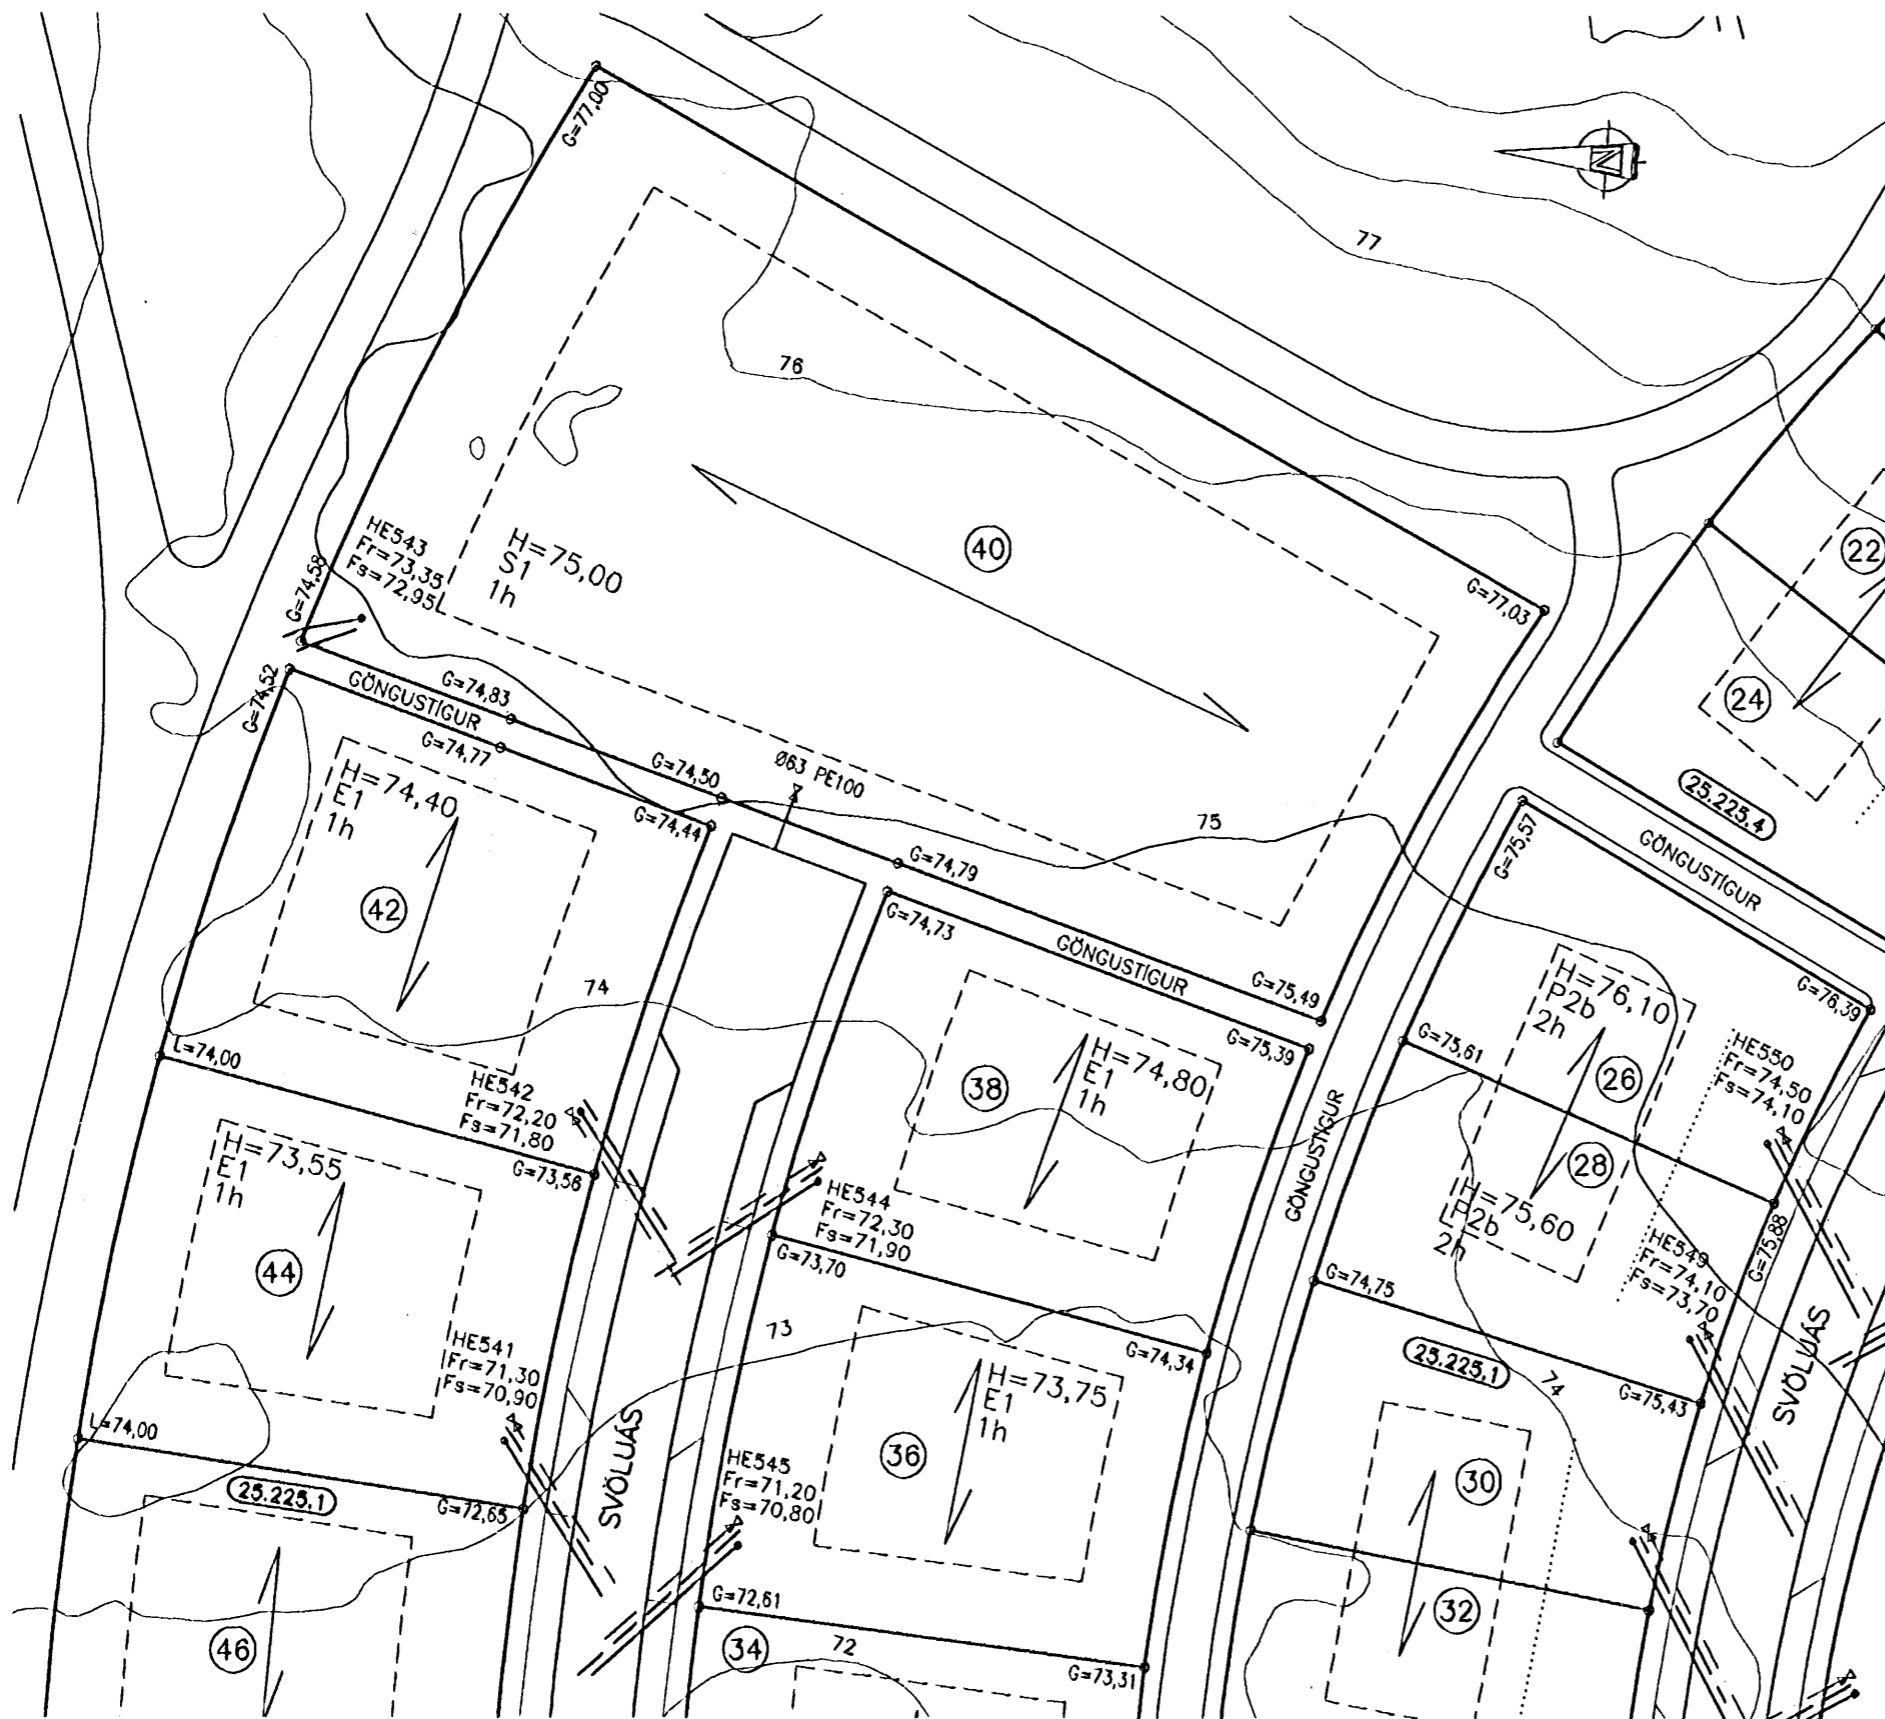 G=77,00
N
77
76
22
40
HE543
Fr=73,35
Fs=72,95
H=75,00
S1
1h
G=74,58
G=77,03
G=74,52
GÖNGUSTÍGUR
G=74,83
G=74,77
G=74,50
Ø63 PE100
24
25.225.4
GÖNGUSTÍGUR
H=74,40
E1
1h
G=74,44
75
G=75,57
G=74,79
G=74,73
42
GÖNGUSTÍGUR
G=75,49
74
G=76,39
H=76,10
P2b
2h
L=74,00
G=75,39
G=75,61
HE550
Fr=74,50
Fs=74,10
HE542
Fr=72,20
Fs=71,80
38
H=74,80
E1
1h
26
GÖNGUSTÍGUR
H=73,55
E1
1h
G=73,56
28
HE544
Fr=72,30
Fs=71,90
G=73,70
H=75,60
P2b
2h
G=75,88
HE549
Fr=74,10
Fs=73,70
44
G=74,75
SVÖLUÁS
73
HE541
Fr=71,30
Fs=70,90
G=74,34
25.225.1
74
G=75,43
H=73,75
E1
1h
L=74,00
SVÖLUÁS
36
HE545
Fr=71,20
Fs=70,80
30
25.225.1
G=72,65
G=72,61
32
46
34
72
G=73,31